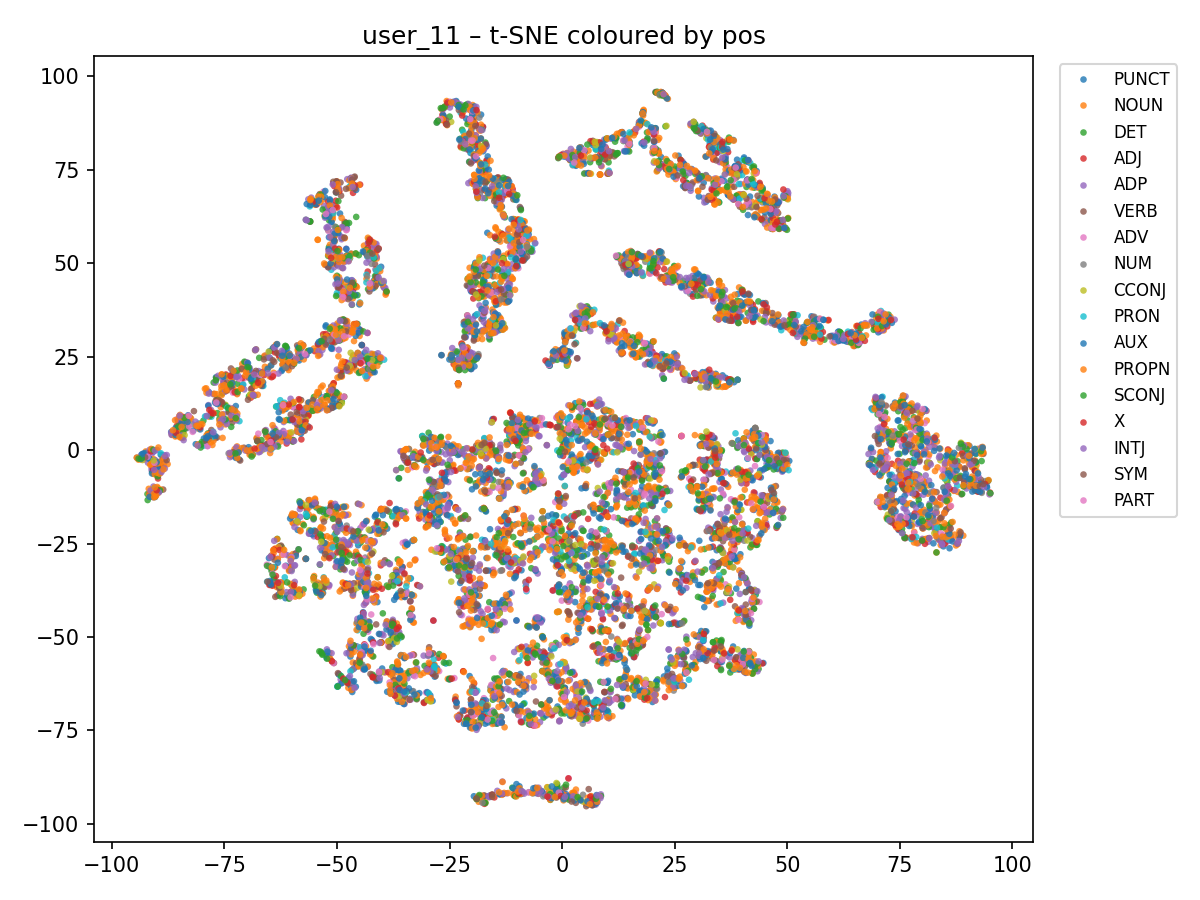 user_11 – t-SNE coloured by pos
100
75
50
25
0
−25
−50
−75
−100
−100 −75 −50 −25 0 25 50 75 100
PUNCT
NOUN
DET
ADJ
ADP
VERB
ADV
NUM
CCONJ
PRON
AUX
PROPN
SCONJ
X
INTJ
SYM
PART